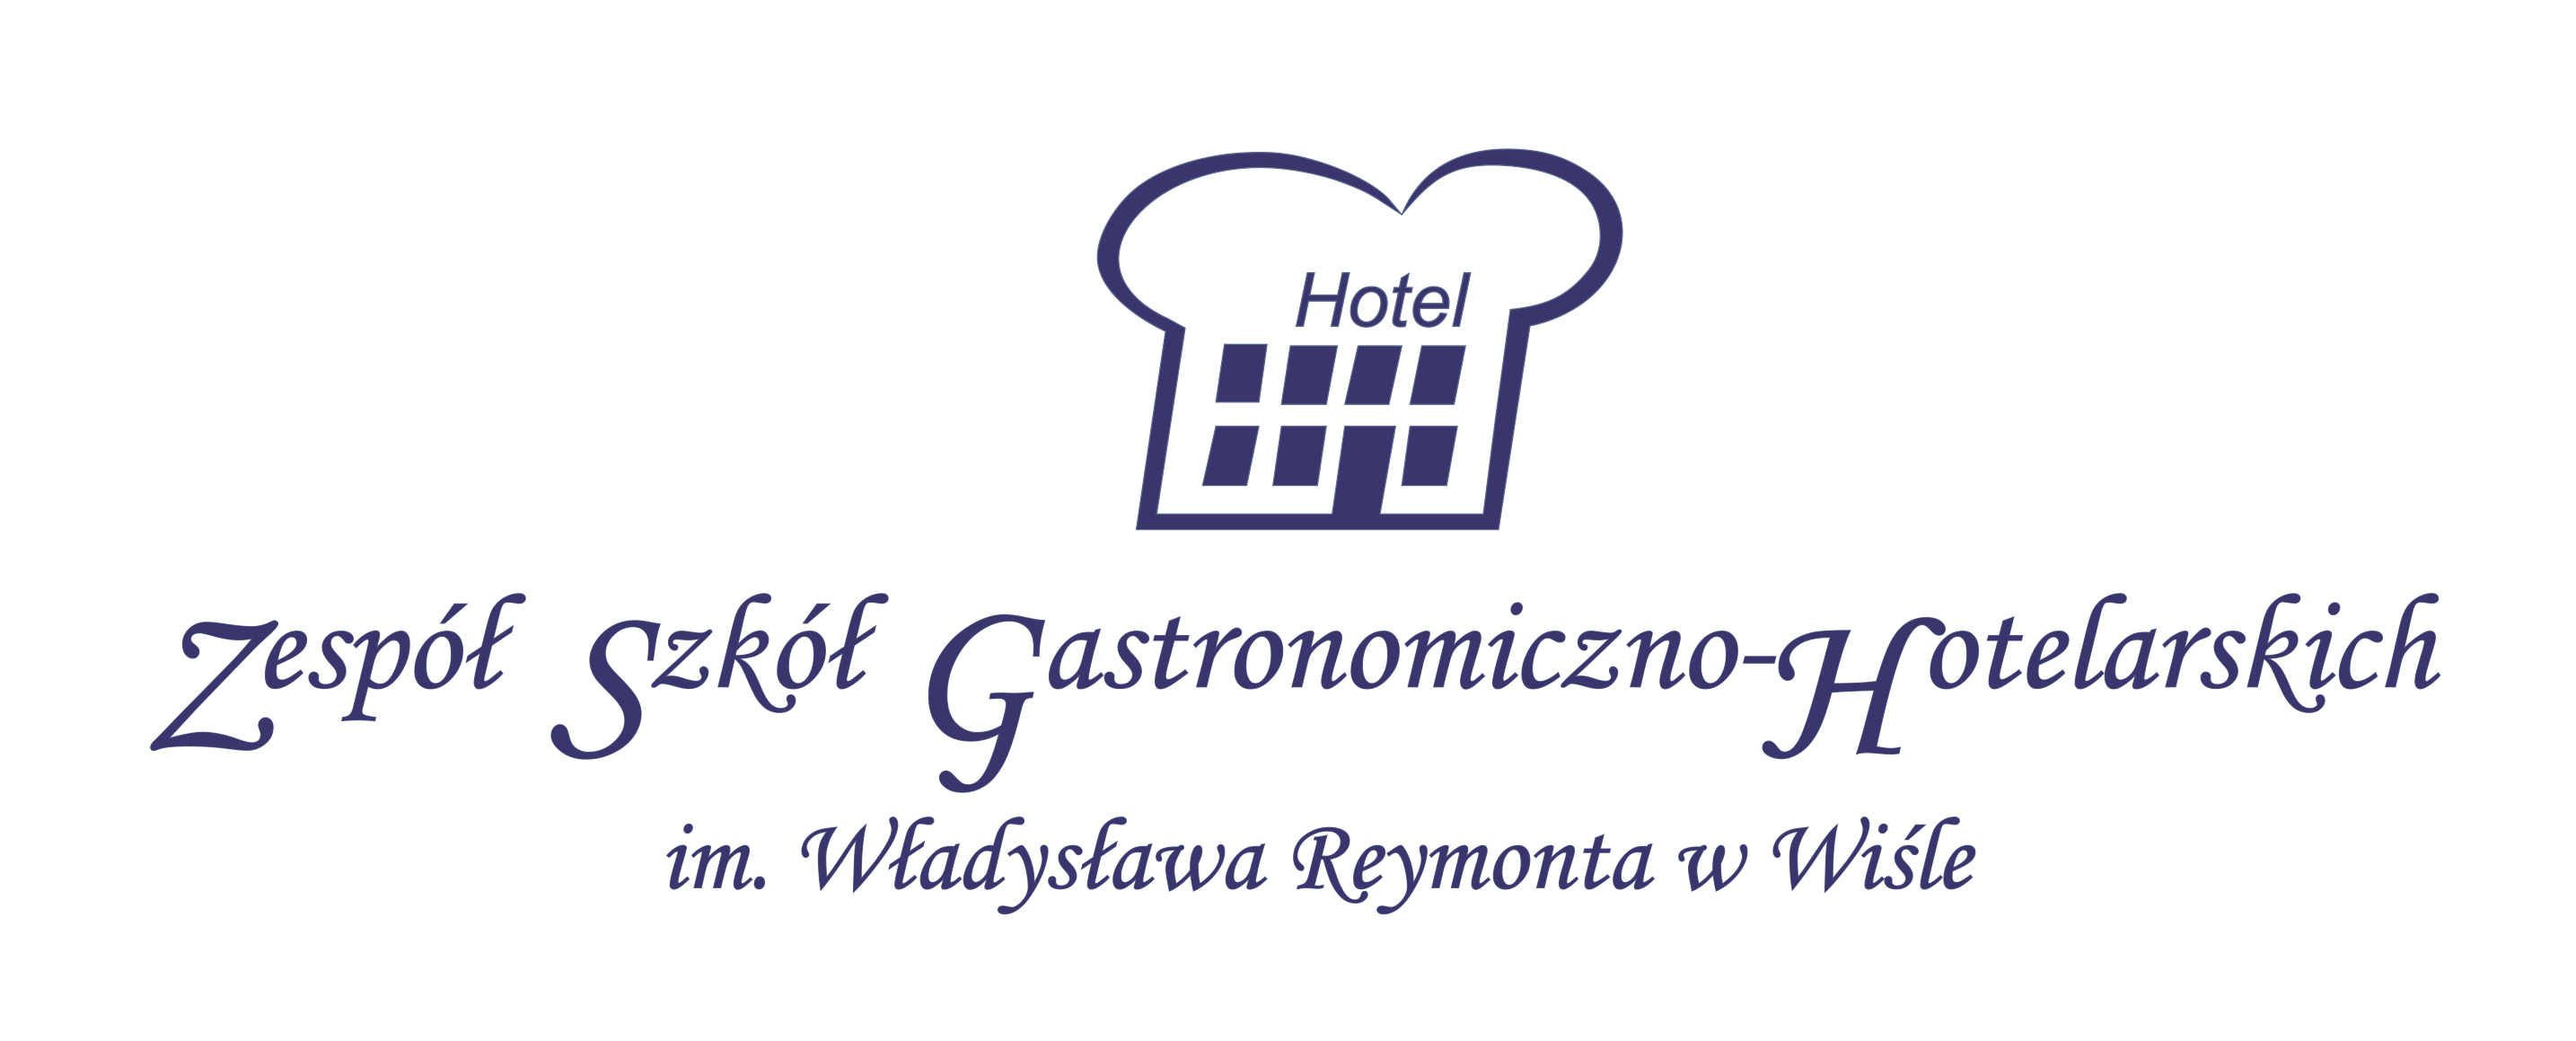 Hotel
Zespół Szkół Gastronomiczno-Hotelarskich
im. Władysława Reymonta w Wiśle